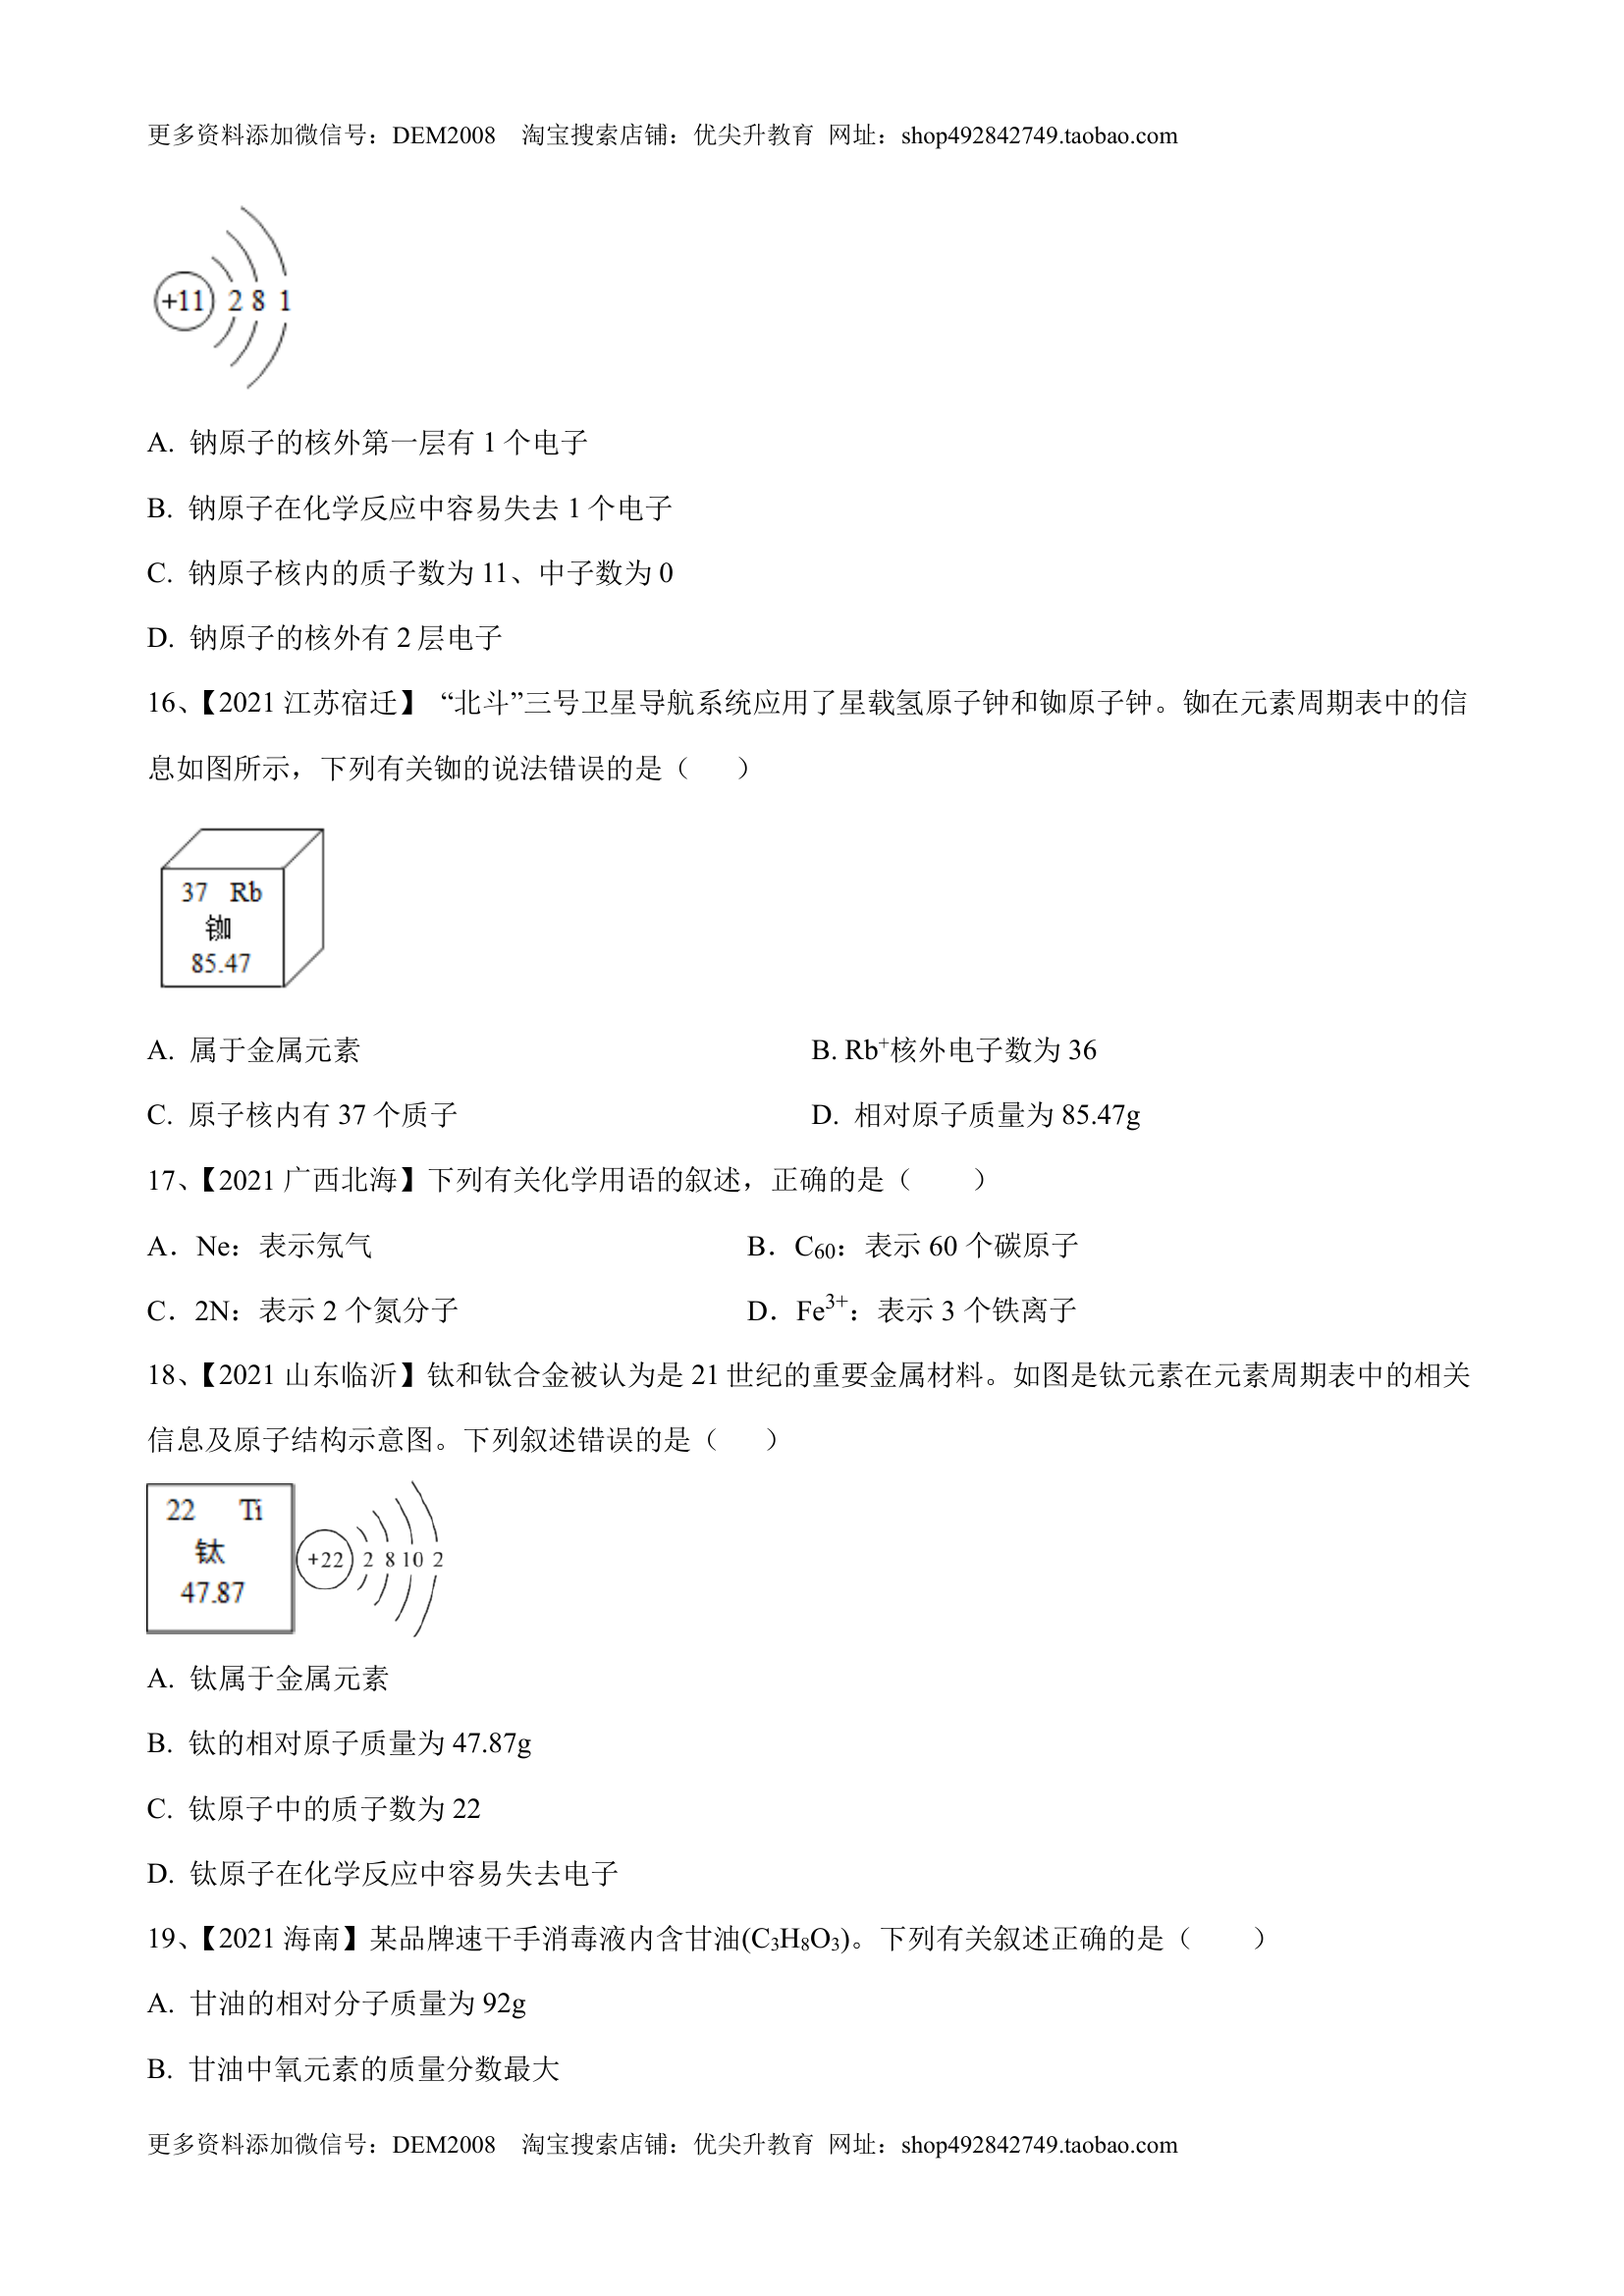 更多资料添加微信号：DEM2008 淘宝搜索店铺：优尖升教育 网址：shop492842749.taobao.com
+11 2 8 1
A. 钠原子的核外第一层有 1 个电子
B. 钠原子在化学反应中容易失去 1 个电子
C. 钠原子核内的质子数为 11、中子数为 0
D. 钠原子的核外有 2 层电子
16、【2021 江苏宿迁】 “北斗”三号卫星导航系统应用了星载氢原子钟和铷原子钟。铷在元素周期表中的信
息如图所示，下列有关铷的说法错误的是（ ）
37 Rb
铷
85.47
A. 属于金属元素 B. Rb⁺核外电子数为 36
C. 原子核内有 37 个质子 D. 相对原子质量为 85.47g
17、【2021 广西北海】下列有关化学用语的叙述，正确的是（ ）
A．Ne：表示氖气 B．C₆₀：表示 60 个碳原子
C．2N：表示 2 个氮分子 D．Fe³⁺：表示 3 个铁离子
18、【2021 山东临沂】钛和钛合金被认为是 21 世纪的重要金属材料。如图是钛元素在元素周期表中的相关
信息及原子结构示意图。下列叙述错误的是（ ）
22 Ti
钛
47.87
+22 2 8 10 2
A. 钛属于金属元素
B. 钛的相对原子质量为 47.87g
C. 钛原子中的质子数为 22
D. 钛原子在化学反应中容易失去电子
19、【2021 海南】某品牌速干手消毒液内含甘油(C₃H₈O₃)。下列有关叙述正确的是（ ）
A. 甘油的相对分子质量为 92g
B. 甘油中氧元素的质量分数最大
更多资料添加微信号：DEM2008 淘宝搜索店铺：优尖升教育 网址：shop492842749.taobao.com